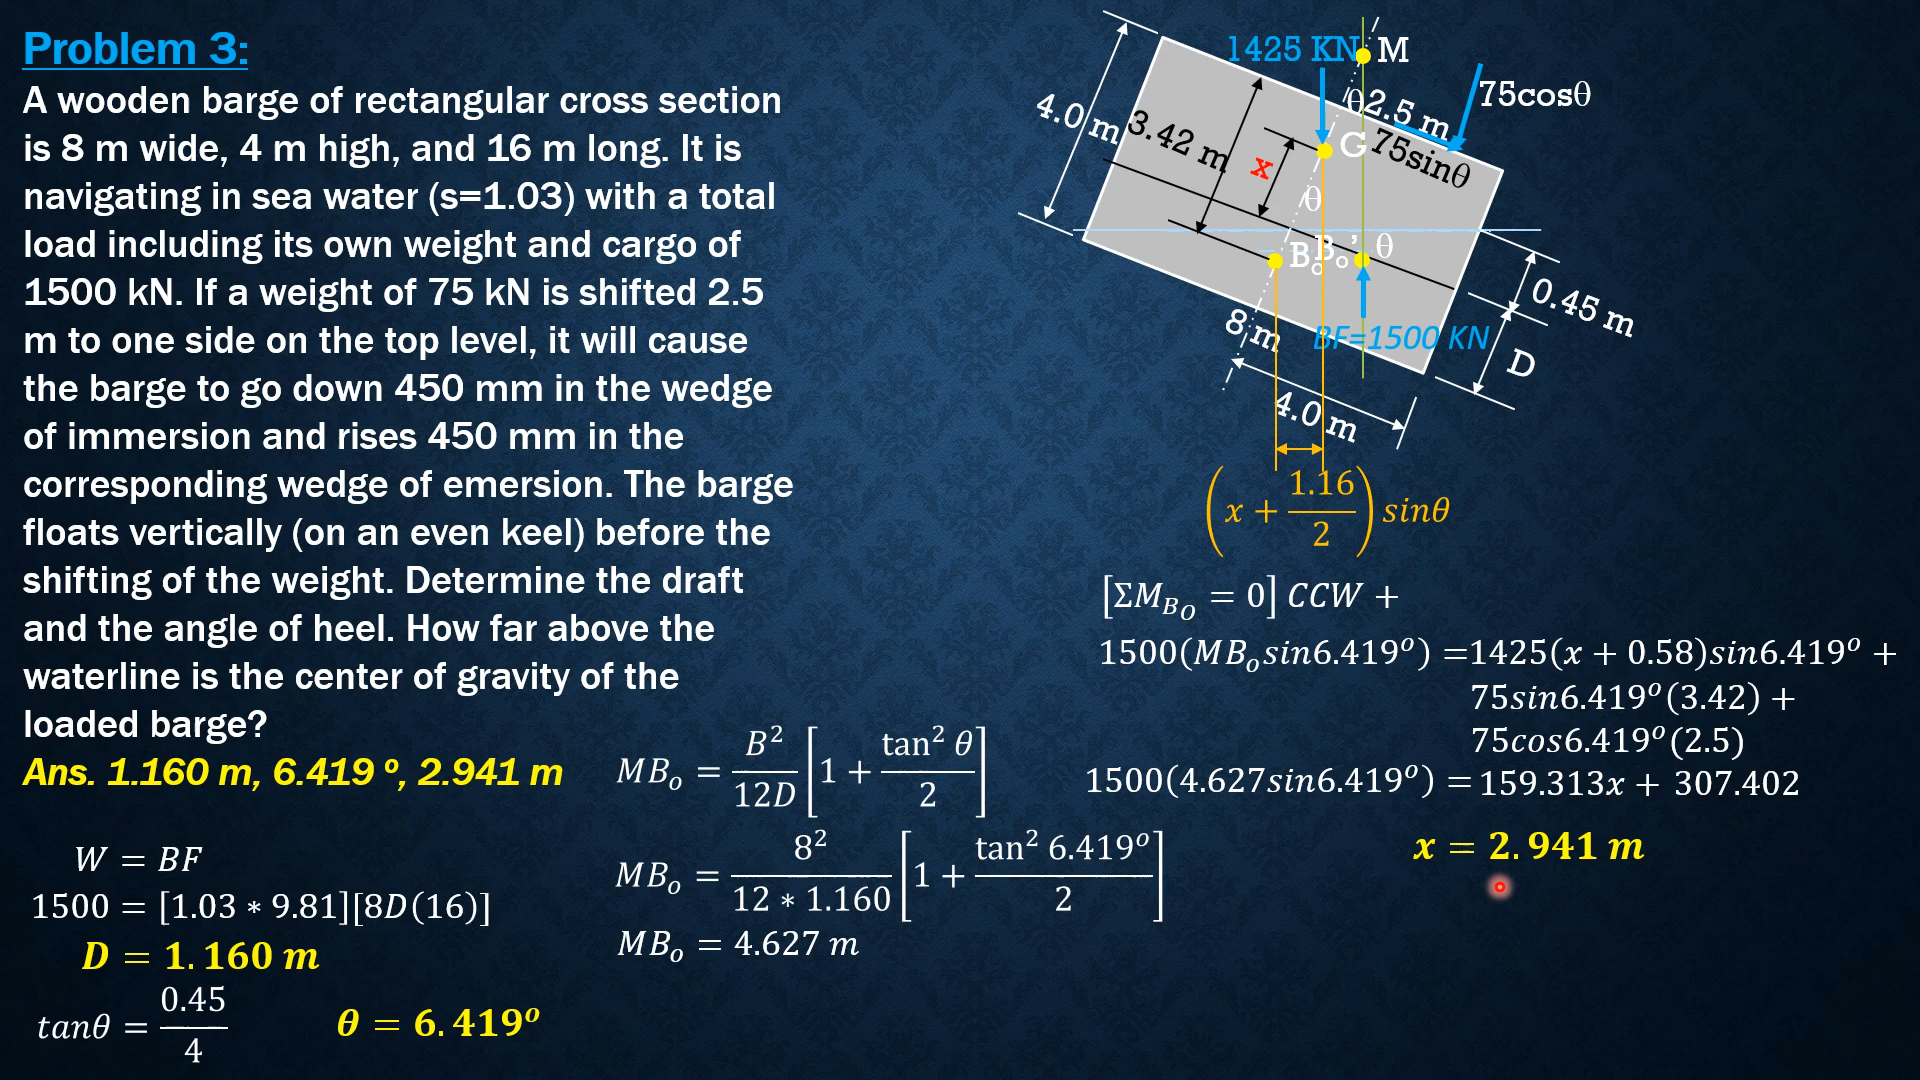 Problem 3:
A wooden barge of rectangular cross section
is 8 m wide, 4 m high, and 16 m long. It is
navigating in sea water (s=1.03) with a total
load including its own weight and cargo of
1500 kN. If a weight of 75 kN is shifted 2.5
m to one side on the top level, it will cause
the barge to go down 450 mm in the wedge
of immersion and rises 450 mm in the
corresponding wedge of emersion. The barge
floats vertically (on an even keel) before the
shifting of the weight. Determine the draft
and the angle of heel. How far above the
waterline is the center of gravity of the
loaded barge?
Ans. 1.160 m, 6.419 º, 2.941 m
W = BF
1500 = [1.03 ∗ 9.81][8D(16)]
D = 1.160 m
tanθ = 0.45/4
θ = 6.419°
MBₒ = B²/12D [1 + tan² θ/2]
MBₒ = 8²/12 ∗ 1.160 [1 + tan² 6.419°/2]
MBₒ = 4.627 m
1425 KN
M
75cosθ
θ
2.5 m
4.0 m
3.42 m
x
G
75sinθ
θ
Bₒ
Bₒ’
θ
0.45 m
8 m
BF=1500 KN
D
4.0 m
(x + 1.16/2) sinθ
[ΣM_B_O = 0] CCW +
1500(MBₒsin6.419°) =1425(x + 0.58)sin6.419° +
75sin6.419°(3.42) +
75cos6.419°(2.5)
1500(4.627sin6.419°) = 159.313x + 307.402
x = 2.941 m